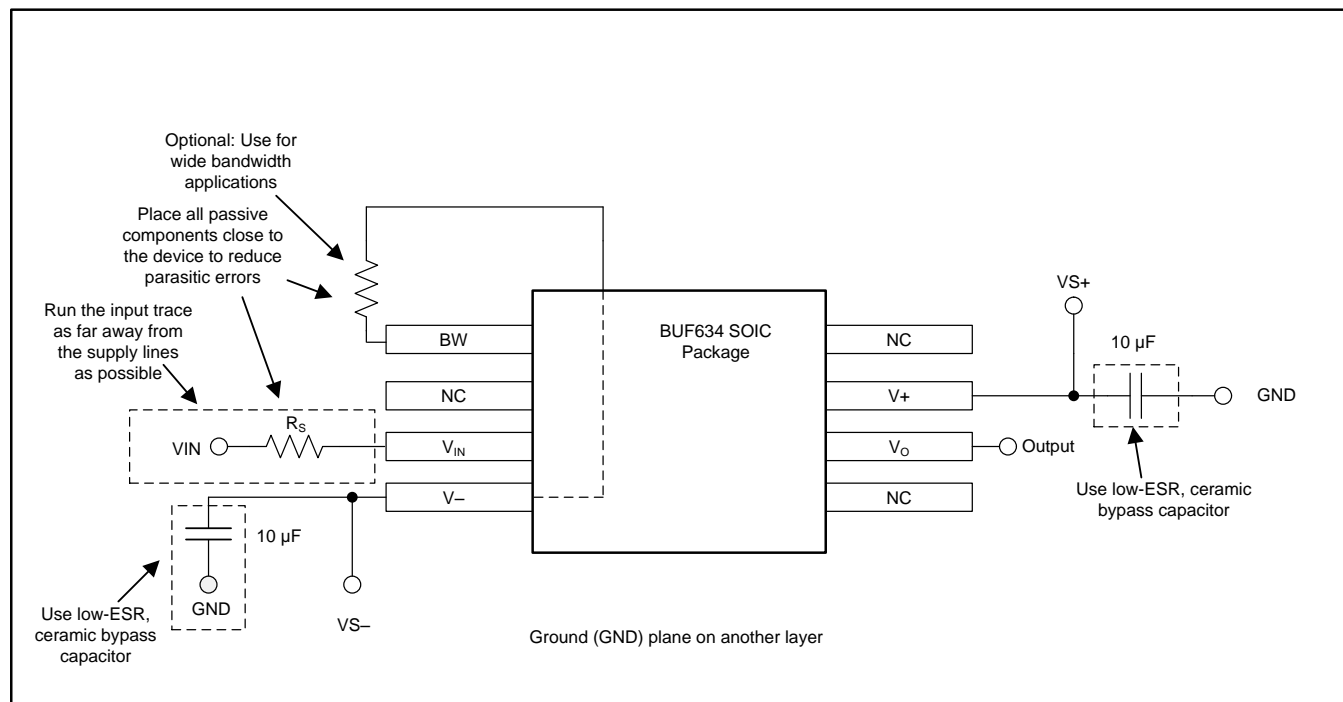 Optional: Use for
wide bandwidth
applications
Place all passive
components close to
the device to reduce
parasitic errors
Run the input trace
as far away from
the supply lines
as possible
BUF634 SOIC
Package
BW
NC
VIN
V–
NC
V+
VO
NC
VIN
RS
10 µF
GND
Use low-ESR,
ceramic bypass
capacitor
VS–
VS+
10 µF
GND
Output
Use low-ESR, ceramic
bypass capacitor
Ground (GND) plane on another layer